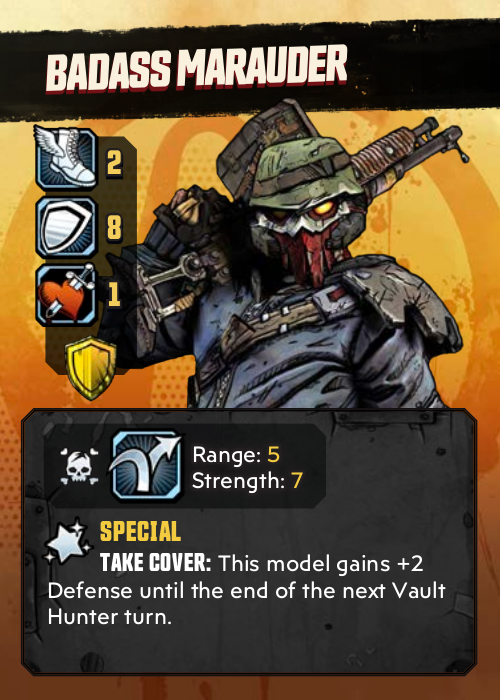 BADASS MARAUDER
2
8
1
Range: 5
Strength: 7
SPECIAL
TAKE COVER: This model gains +2
Defense until the end of the next Vault
Hunter turn.